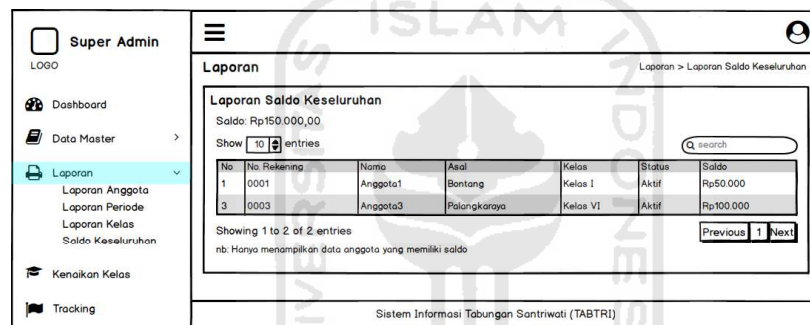 Super Admin
LOGO
Dashboard
Data Master >
Laporan
Laporan Anggota
Laporan Periode
Laporan Kelas
Saldo Keseluruhan
Kenaikan Kelas
Tracking
Laporan
Laporan > Laporan Saldo Keseluruhan
Laporan Saldo Keseluruhan
Saldo: Rp150.000,00
Show 10 entries
search
No No. Rekening Nama Asal Kelas Status Saldo
1 0001 Anggota1 Bontang Kelas I Aktif Rp50.000
3 0003 Anggota3 Palangkaraya Kelas VI Aktif Rp100.000
Showing 1 to 2 of 2 entries
Previous 1 Next
nb: Hanya menampilkan data anggota yang memiliki saldo
Sistem Informasi Tabungan Santriwati (TABTRI)
ISLAM
INDONES